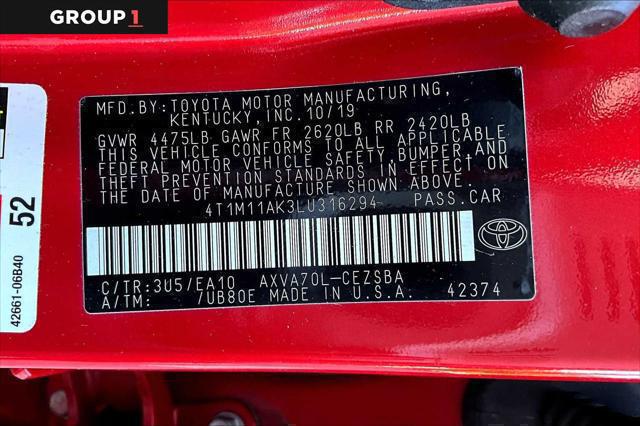 GROUP 1
MFD.BY:TOYOTA MOTOR MANUFACTURING,
KENTUCKY,INC.10/19
GVWR 4475LB GAWR FR 2620LB RR 2420LB
THIS VEHICLE CONFORMS TO ALL APPLICABLE
FEDERAL MOTOR VEHICLE SAFETY,BUMPER AND
THEFT PREVENTION STANDARDS IN EFFECT ON
THE DATE OF MANUFACTURE SHOWN ABOVE.
4T1M11AK3LU316294 PASS.CAR
C/TR:3U5/EA10 AXVA70L-CEZSBA
A/TM: 7UB80E MADE IN U.S.A. 42374
52
42661-06B40